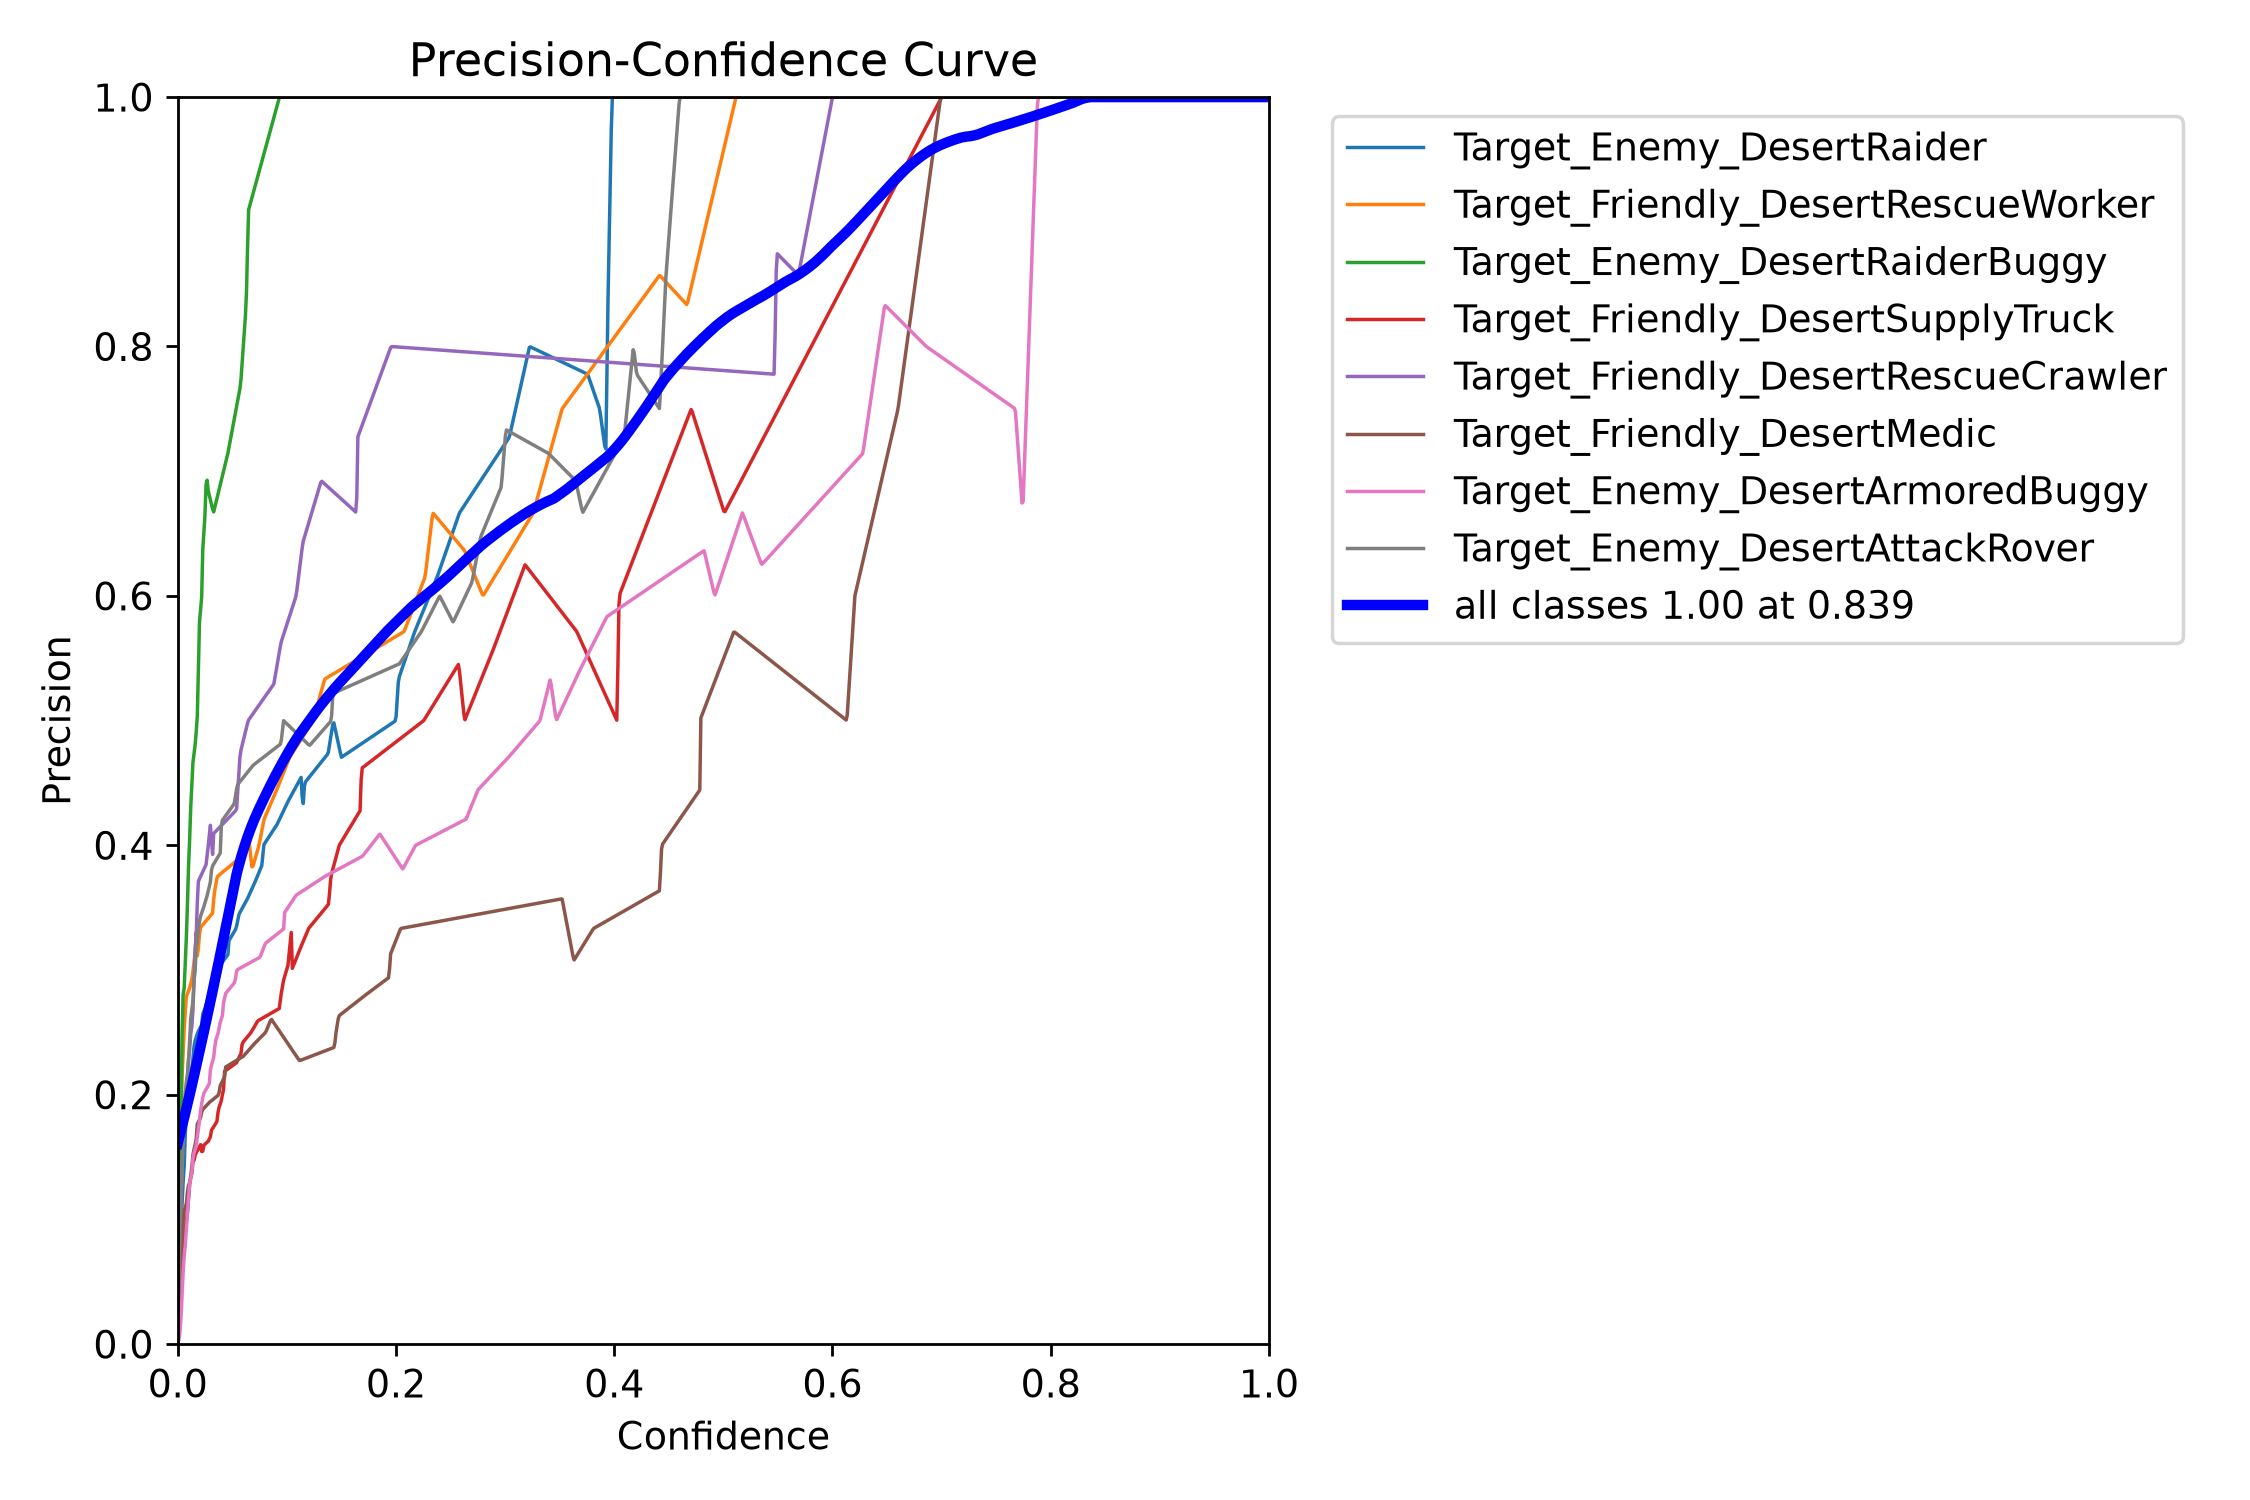 Precision-Confidence Curve
1.0
0.8
0.6
0.4
0.2
0.0
Precision
0.0 0.2 0.4 0.6 0.8 1.0
Confidence
Target_Enemy_DesertRaider
Target_Friendly_DesertRescueWorker
Target_Enemy_DesertRaiderBuggy
Target_Friendly_DesertSupplyTruck
Target_Friendly_DesertRescueCrawler
Target_Friendly_DesertMedic
Target_Enemy_DesertArmoredBuggy
Target_Enemy_DesertAttackRover
all classes 1.00 at 0.839